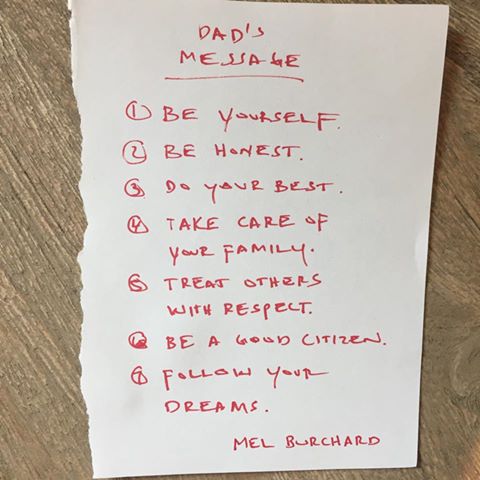 DAD'S
MESSAGE
① BE YOURSELF.
② BE HONEST.
③ DO YOUR BEST.
④ TAKE CARE OF
YOUR FAMILY.
⑤ TREAT OTHERS
WITH RESPECT.
⑥ BE A GOOD CITIZEN.
⑦ FOLLOW YOUR
DREAMS.
MEL BURCHARD